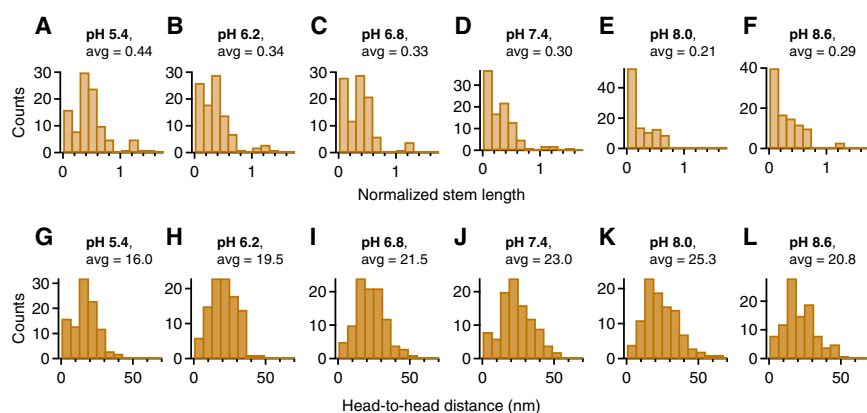 A pH 5.4, avg = 0.44
B pH 6.2, avg = 0.34
C pH 6.8, avg = 0.33
D pH 7.4, avg = 0.30
E pH 8.0, avg = 0.21
F pH 8.6, avg = 0.29
Counts
30 20 10 0
30 20 10 0
30 20 10 0
30 20 10 0
40 20 0
40 20 0
0 1 0 1 0 1 0 1 0 1 0 1
Normalized stem length
G pH 5.4, avg = 16.0
H pH 6.2, avg = 19.5
I pH 6.8, avg = 21.5
J pH 7.4, avg = 23.0
K pH 8.0, avg = 25.3
L pH 8.6, avg = 20.8
Counts
30 20 10 0
20 10 0
20 10 0
20 10 0
20 10 0
20 10 0
0 50 0 50 0 50 0 50 0 50 0 50
Head-to-head distance (nm)